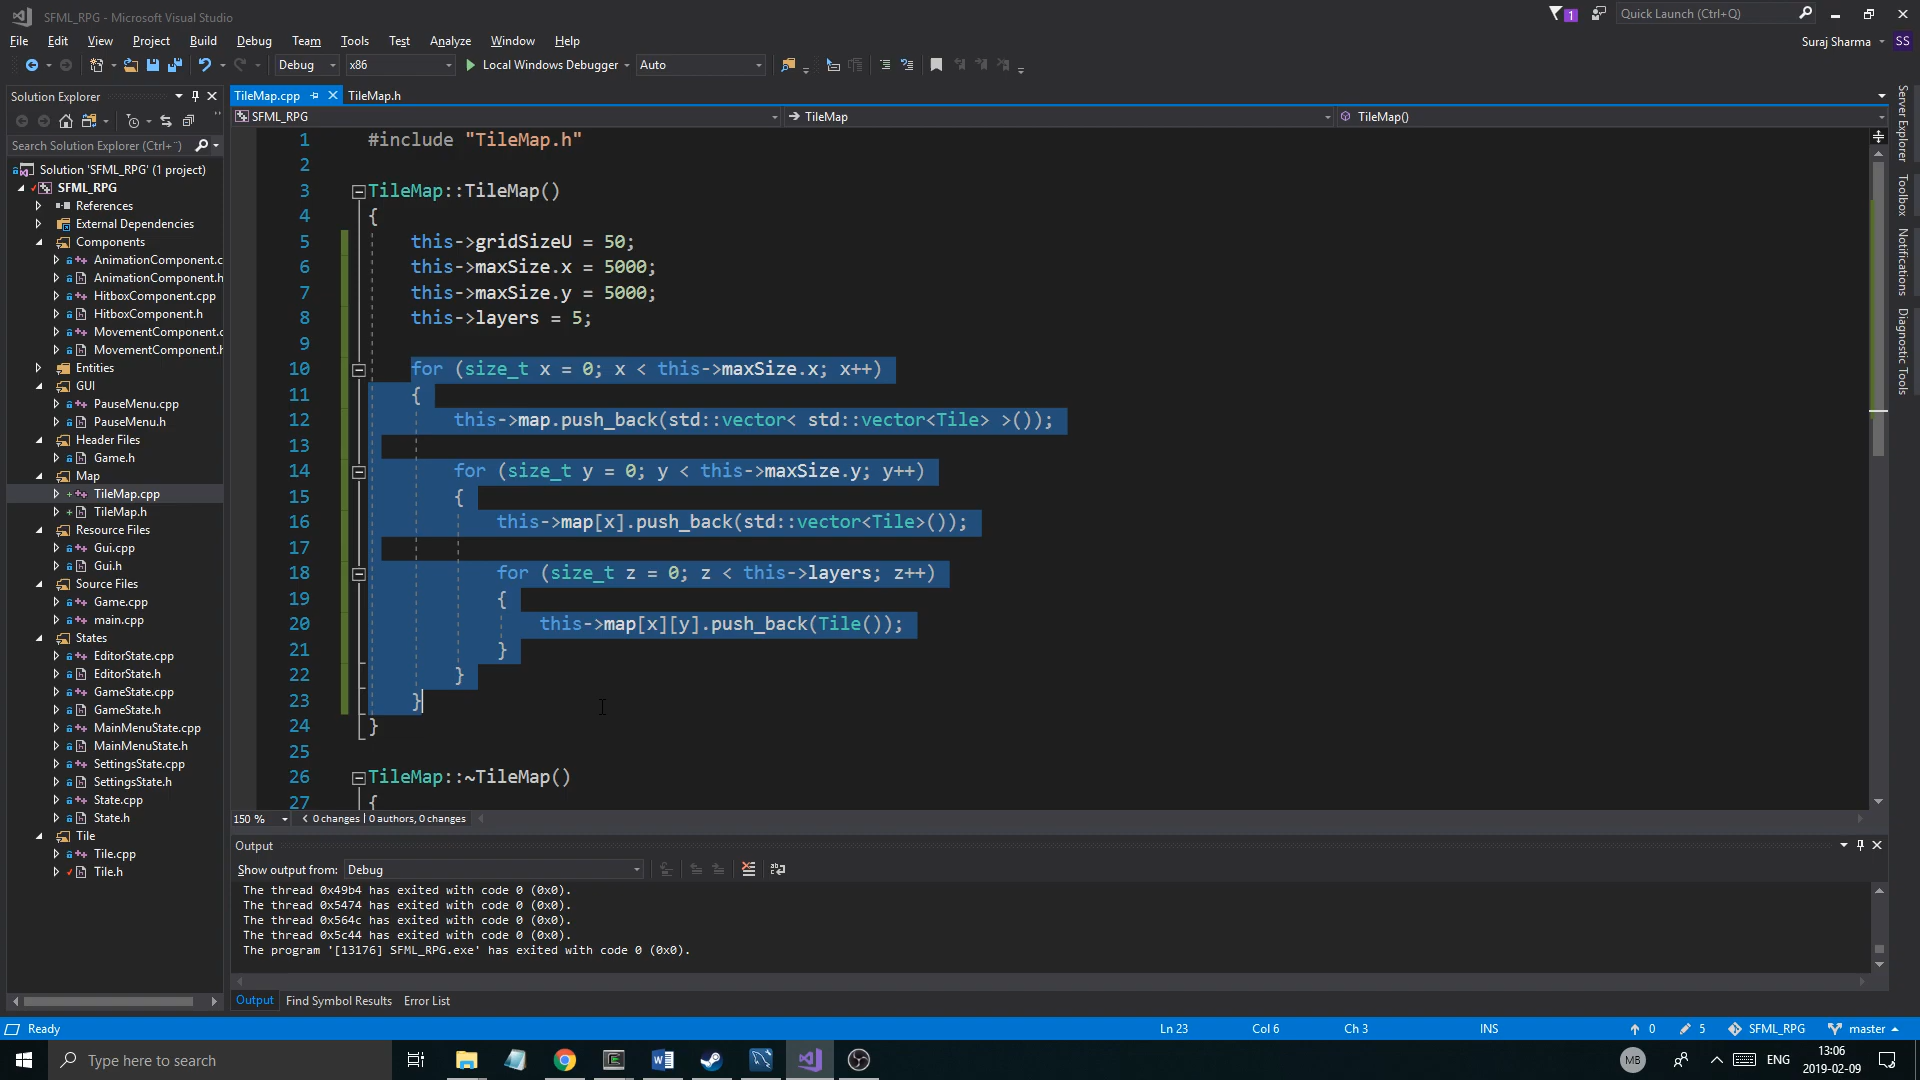 SFML_RPG - Microsoft Visual Studio
1
Quick Launch (Ctrl+Q)
File Edit View Project Build Debug Team Tools Test Analyze Window Help
Suraj Sharma
SS
Debug x86 Local Windows Debugger Auto
Solution Explorer
TileMap.cpp TileMap.h
SFML_RPG TileMap TileMap()
Search Solution Explorer (Ctrl+¨)
Solution 'SFML_RPG' (1 project)
SFML_RPG
References
External Dependencies
Components
AnimationComponent.c
AnimationComponent.h
HitboxComponent.cpp
HitboxComponent.h
MovementComponent.c
MovementComponent.h
Entities
GUI
PauseMenu.cpp
PauseMenu.h
Header Files
Game.h
Map
TileMap.cpp
TileMap.h
Resource Files
Gui.cpp
Gui.h
Source Files
Game.cpp
main.cpp
States
EditorState.cpp
EditorState.h
GameState.cpp
GameState.h
MainMenuState.cpp
MainMenuState.h
SettingsState.cpp
SettingsState.h
State.cpp
State.h
Tile
Tile.cpp
Tile.h
1 #include "TileMap.h"
2
3 TileMap::TileMap()
4 {
5 this->gridSizeU = 50;
6 this->maxSize.x = 5000;
7 this->maxSize.y = 5000;
8 this->layers = 5;
9
10 for (size_t x = 0; x < this->maxSize.x; x++)
11 {
12 this->map.push_back(std::vector< std::vector<Tile> >());
13
14 for (size_t y = 0; y < this->maxSize.y; y++)
15 {
16 this->map[x].push_back(std::vector<Tile>());
17
18 for (size_t z = 0; z < this->layers; z++)
19 {
20 this->map[x][y].push_back(Tile());
21 }
22 }
23 }
24 }
25
26 TileMap::~TileMap()
27 {
150 % < 0 changes | 0 authors, 0 changes
Server Explorer
Toolbox
Notifications
Diagnostic Tools
Output
Show output from: Debug
The thread 0x49b4 has exited with code 0 (0x0).
The thread 0x5474 has exited with code 0 (0x0).
The thread 0x564c has exited with code 0 (0x0).
The thread 0x5c44 has exited with code 0 (0x0).
The program '[13176] SFML_RPG.exe' has exited with code 0 (0x0).
Output Find Symbol Results Error List
Ready Ln 23 Col 6 Ch 3 INS 0 5 SFML_RPG master
Type here to search
MB
ENG
13:06
2019-02-09